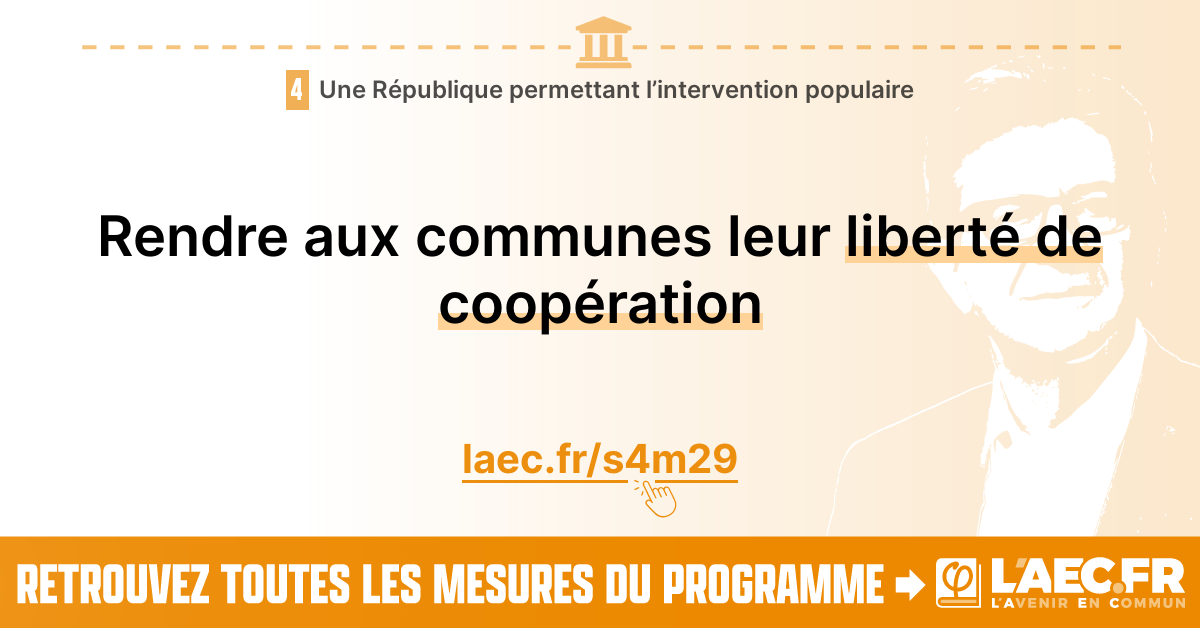 4 Une République permettant l’intervention populaire
Rendre aux communes leur liberté de
coopération
laec.fr/s4m29
RETROUVEZ TOUTES LES MESURES DU PROGRAMME
φ L'AEC.FR
L'AVENIR EN COMMUN